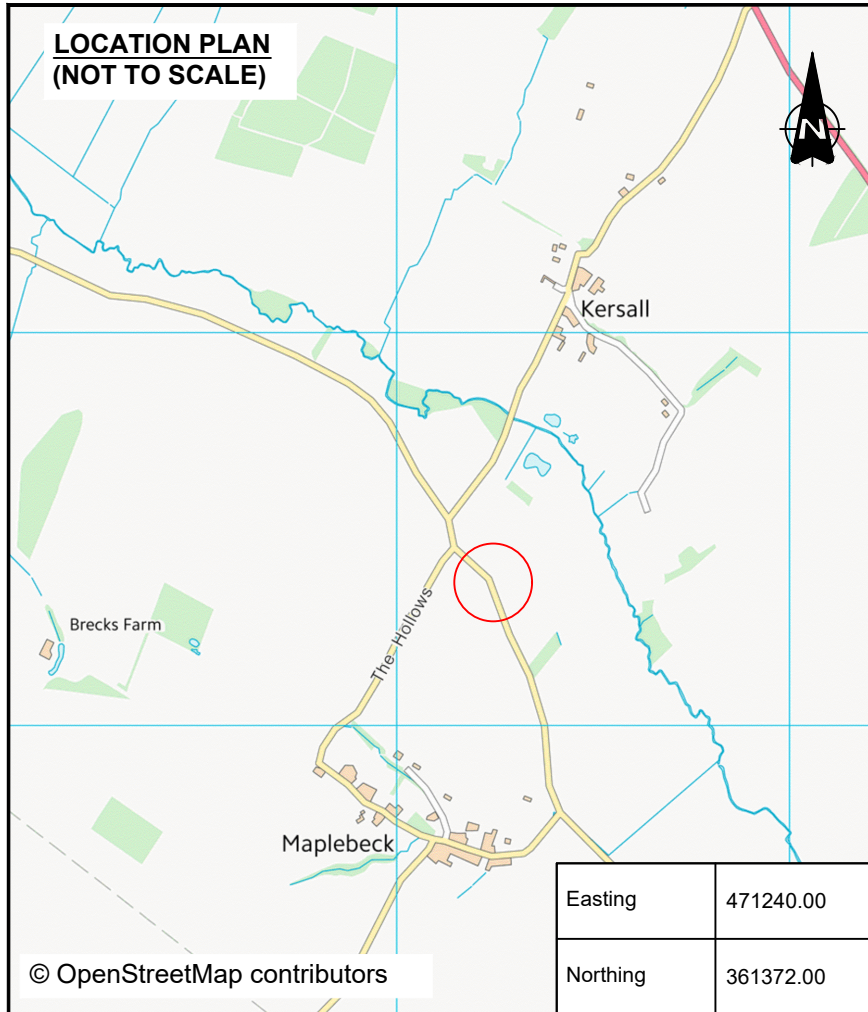 LOCATION PLAN
(NOT TO SCALE)
N
Kersall
Brecks Farm
The Hollows
Maplebeck
Easting 471240.00
Northing 361372.00
© OpenStreetMap contributors